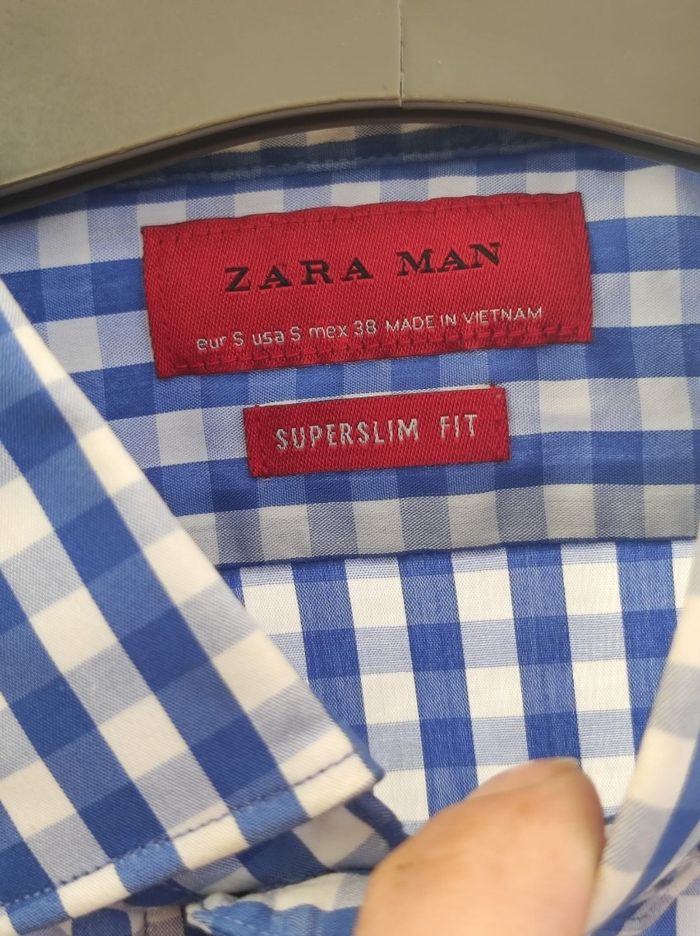 ZARA MAN
eur S usa S mex 38 MADE IN VIETNAM
SUPERSLIM FIT